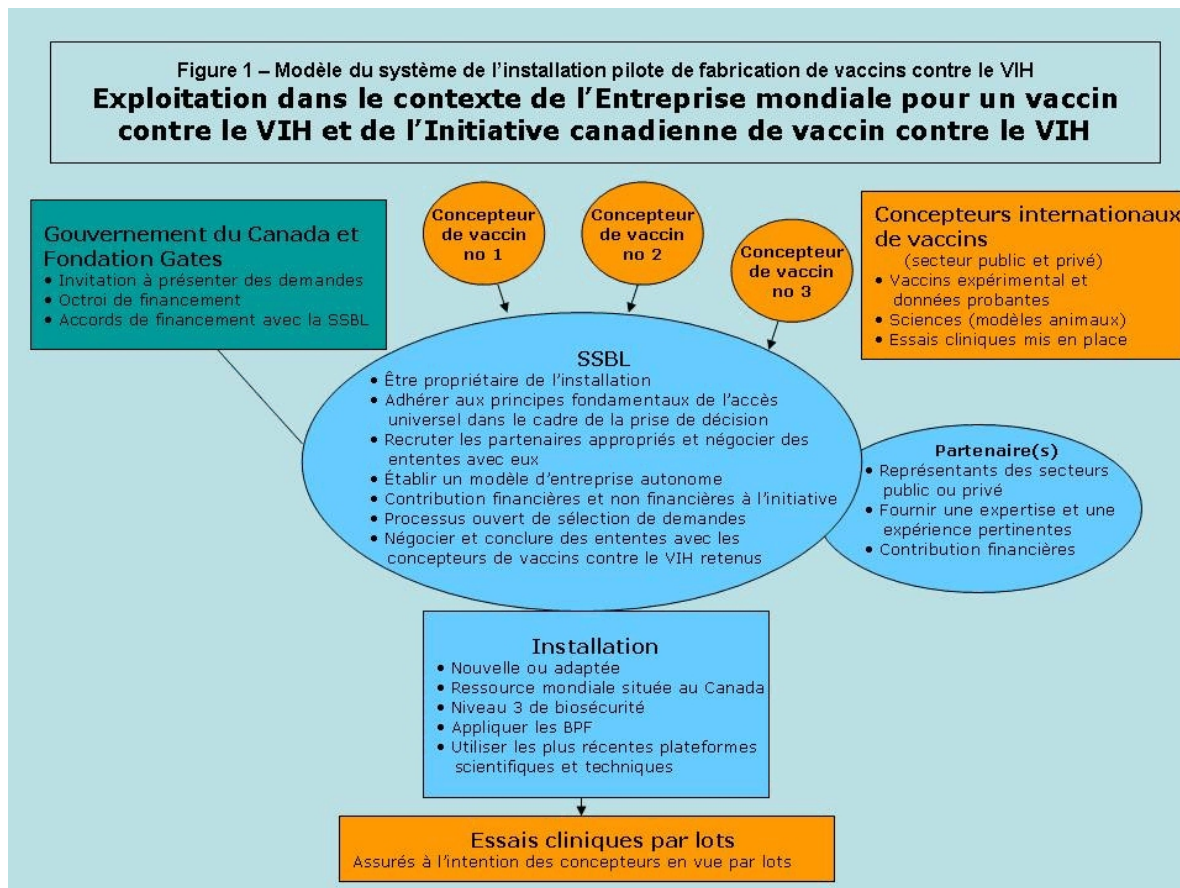 Figure 1 – Modèle du système de l'installation pilote de fabrication de vaccins contre le VIH
Exploitation dans le contexte de l'Entreprise mondiale pour un vaccin
contre le VIH et de l'Initiative canadienne de vaccin contre le VIH
Gouvernement du Canada et
Fondation Gates
• Invitation à présenter des demandes
• Octroi de financement
• Accords de financement avec la SSBL
Concepteur
de vaccin
no 1
Concepteur
de vaccin
no 2
Concepteur
de vaccin
no 3
Concepteurs internationaux
de vaccins
(secteur public et privé)
• Vaccins expérimental et
données probantes
• Sciences (modèles animaux)
• Essais cliniques mis en place
SSBL
• Être propriétaire de l'installation
• Adhérer aux principes fondamentaux de l'accès
universel dans le cadre de la prise de décision
• Recruter les partenaires appropriés et négocier des
ententes avec eux
• Établir un modèle d'entreprise autonome
• Contribution financières et non financières à l'initiative
• Processus ouvert de sélection de demandes
• Négocier et conclure des ententes avec les
concepteurs de vaccins contre le VIH retenus
Partenaire(s)
• Représentants des secteurs
public ou privé
• Fournir une expertise et une
expérience pertinentes
• Contribution financières
Installation
• Nouvelle ou adaptée
• Ressource mondiale située au Canada
• Niveau 3 de biosécurité
• Appliquer les BPF
• Utiliser les plus récentes plateformes
scientifiques et techniques
Essais cliniques par lots
Assurés à l'intention des concepteurs en vue par lots